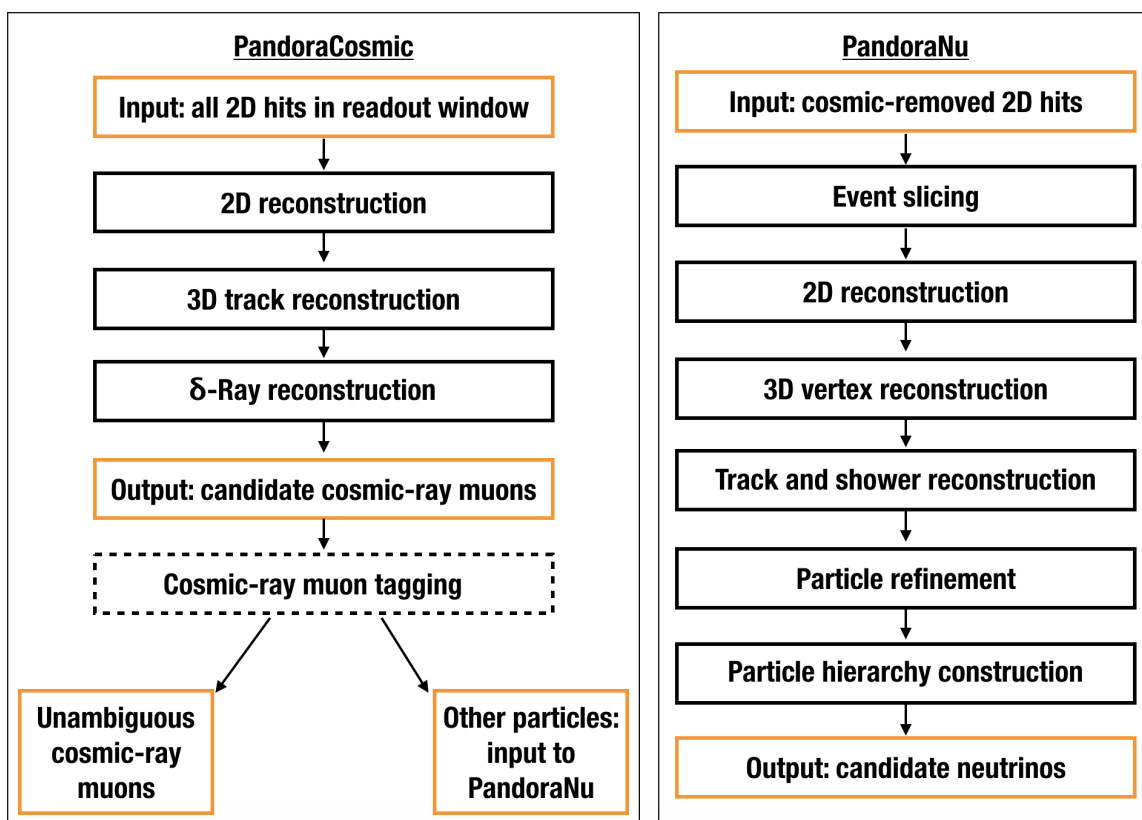 PandoraCosmic
Input: all 2D hits in readout window
2D reconstruction
3D track reconstruction
δ-Ray reconstruction
Output: candidate cosmic-ray muons
Cosmic-ray muon tagging
Unambiguous
cosmic-ray
muons
Other particles:
input to
PandoraNu
PandoraNu
Input: cosmic-removed 2D hits
Event slicing
2D reconstruction
3D vertex reconstruction
Track and shower reconstruction
Particle refinement
Particle hierarchy construction
Output: candidate neutrinos